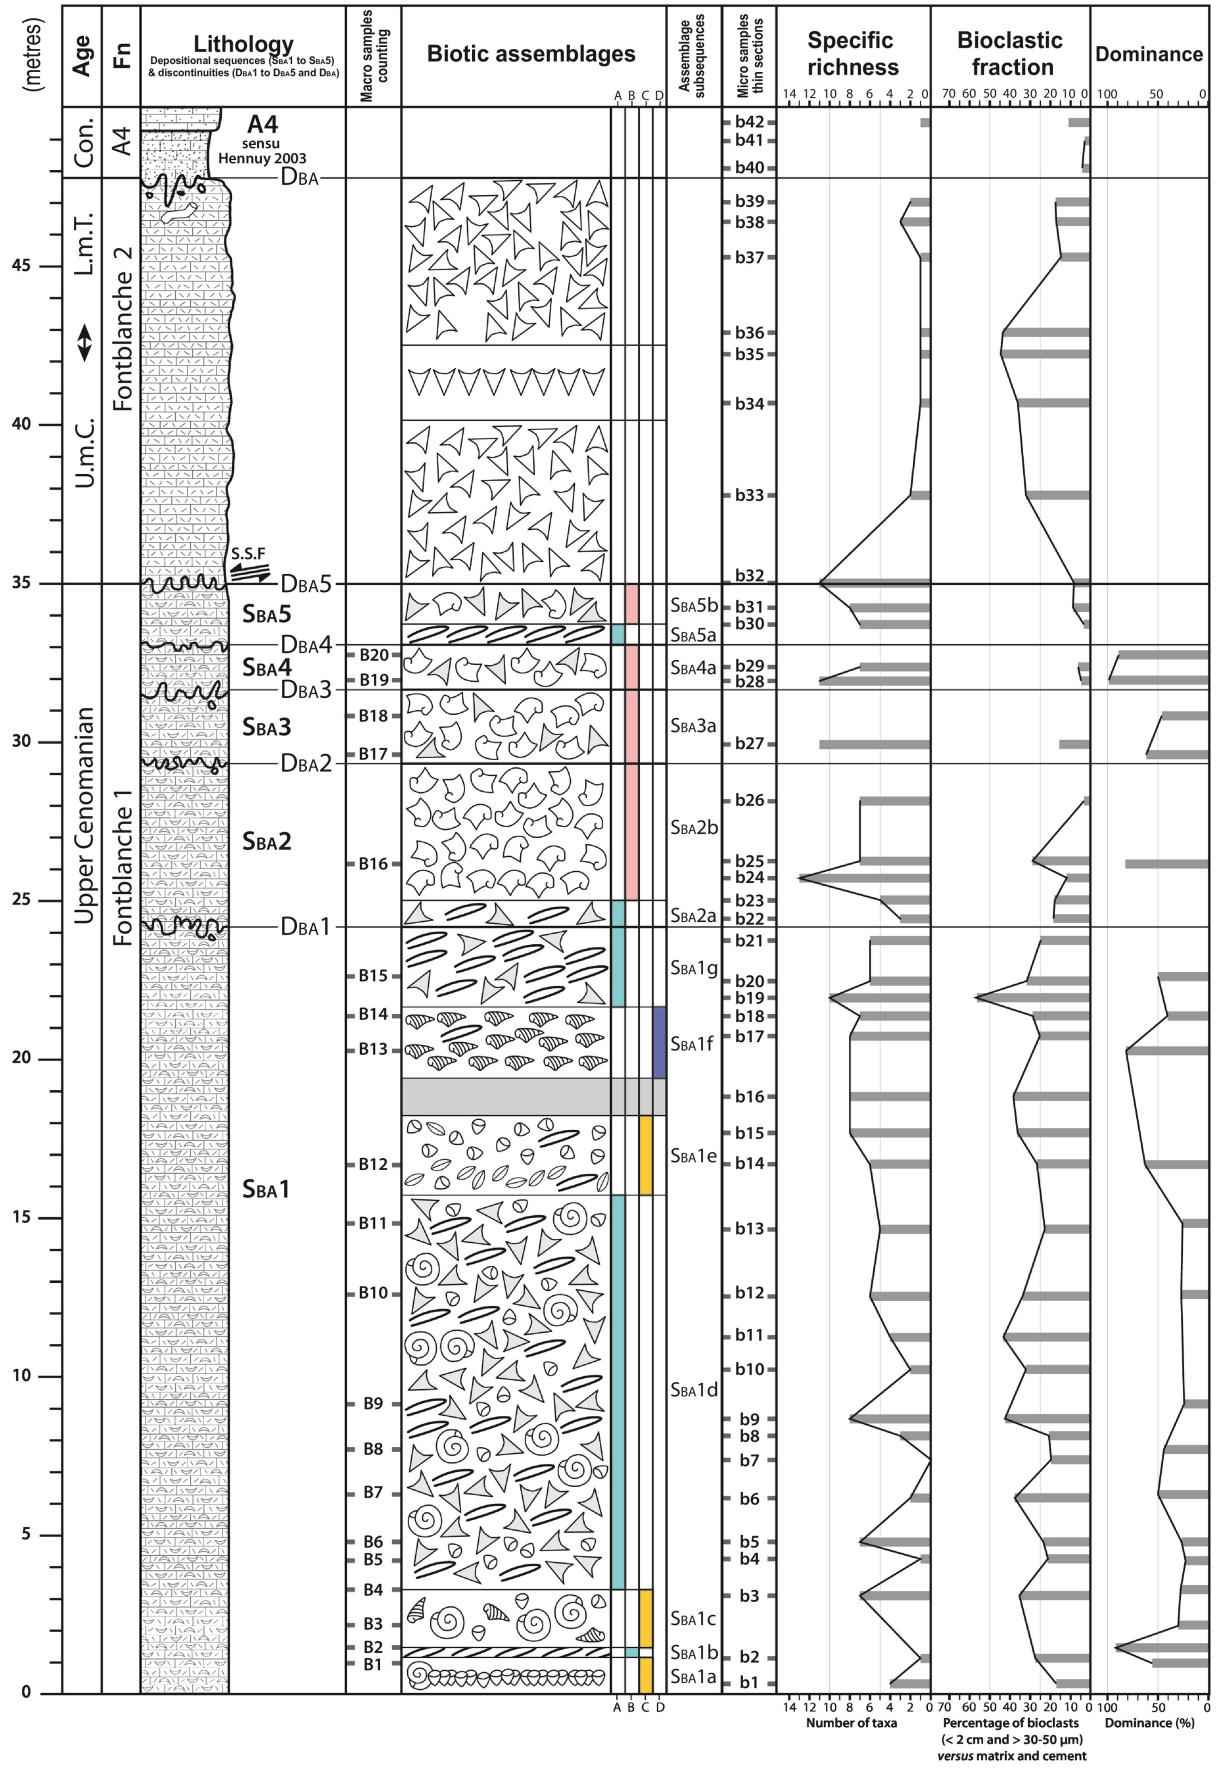 (metres)
Age
Fn
Lithology
Depositional sequences (SBA1 to SBA5)
& discontinuities (DBA1 to DBA5 and DBA)
Macro samples
counting
Biotic assemblages
A B C D
Assemblage
subsequences
Micro samples
thin sections
Specific
richness
14 12 10 8 6 4 2 0
Bioclastic
fraction
70 60 50 40 30 20 10 0
Dominance
100 50 0
Con.
A4
A4
sensu
Hennuy 2003
DBA
b42
b41
b40
L.m.T.
U.m.C.
Fontblanche 2
45
40
35
b39
b38
b37
b36
b35
b34
b33
b32
S.S.F
DBA5
SBA5
SBA5b
SBA5a
b31
b30
DBA4
SBA4
B20
B19
SBA4a
b29
b28
DBA3
SBA3
B18
B17
SBA3a
b27
30
DBA2
Upper Cenomanian
Fontblanche 1
SBA2
B16
SBA2b
b26
b25
b24
b23
b22
25
SBA2a
DBA1
b21
B15
SBA1g
b20
b19
B14
b18
b17
B13
SBA1f
20
b16
b15
B12
SBA1e
b14
SBA1
15
B11
b13
B10
b12
b11
10
b10
SBA1d
B9
b9
b8
B8
b7
B7
b6
5
B6
b5
B5
b4
B4
b3
B3
SBA1c
B2
SBA1b
b2
B1
SBA1a
b1
0
A B C D
14 12 10 8 6 4 2 0
70 60 50 40 30 20 10 0
100 50 0
Number of taxa
Percentage of bioclasts
(< 2 cm and > 30-50 µm)
versus matrix and cement
Dominance (%)